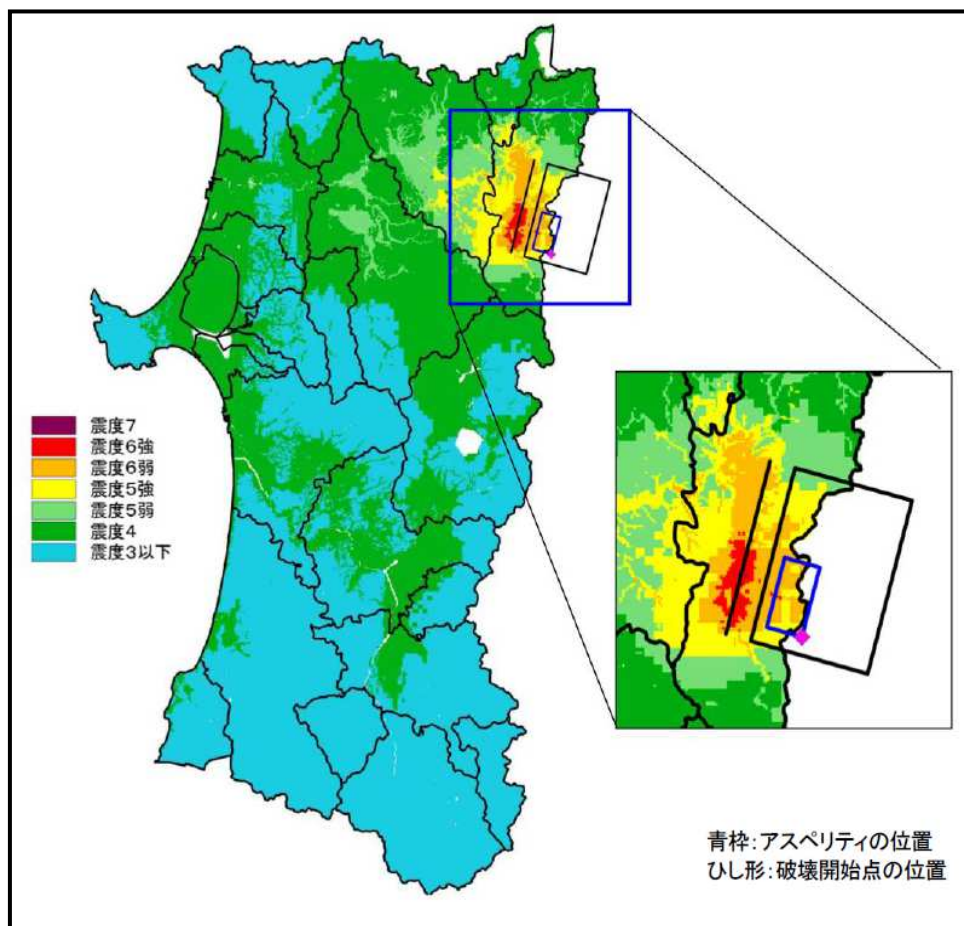 震度7
震度6強
震度6弱
震度5強
震度5弱
震度4
震度3以下
青枠:アスペリティの位置
ひし形:破壊開始点の位置